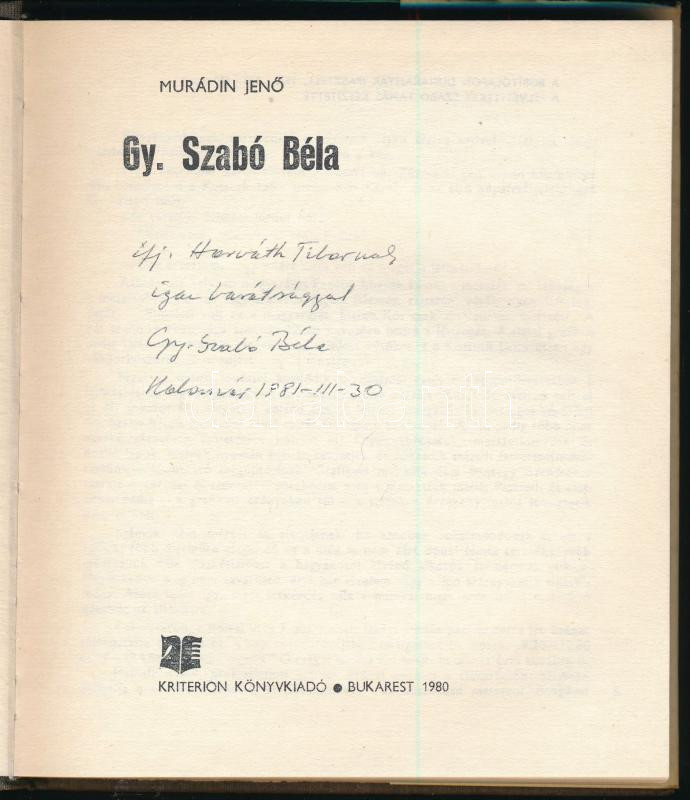 MURÁDIN JENŐ
Gy. Szabó Béla
ifj. Horváth Tibornak
igaz barátsággal
Gy. Szabó Béla
Kolozsvár 1981-III-30
KRITERION KÖNYVKIADÓ ● BUKAREST 1980